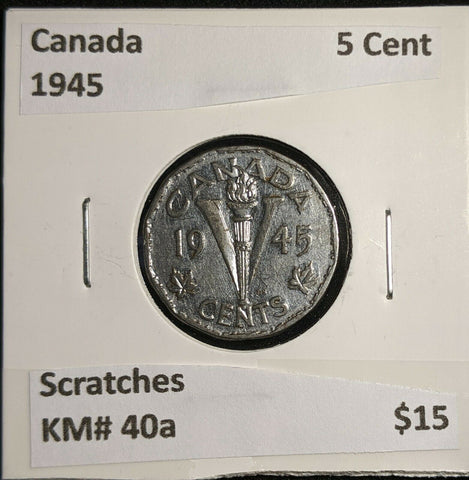 Canada 5 Cent
1945
CANADA
19 V 45
CENTS
Scratches
KM# 40a $15